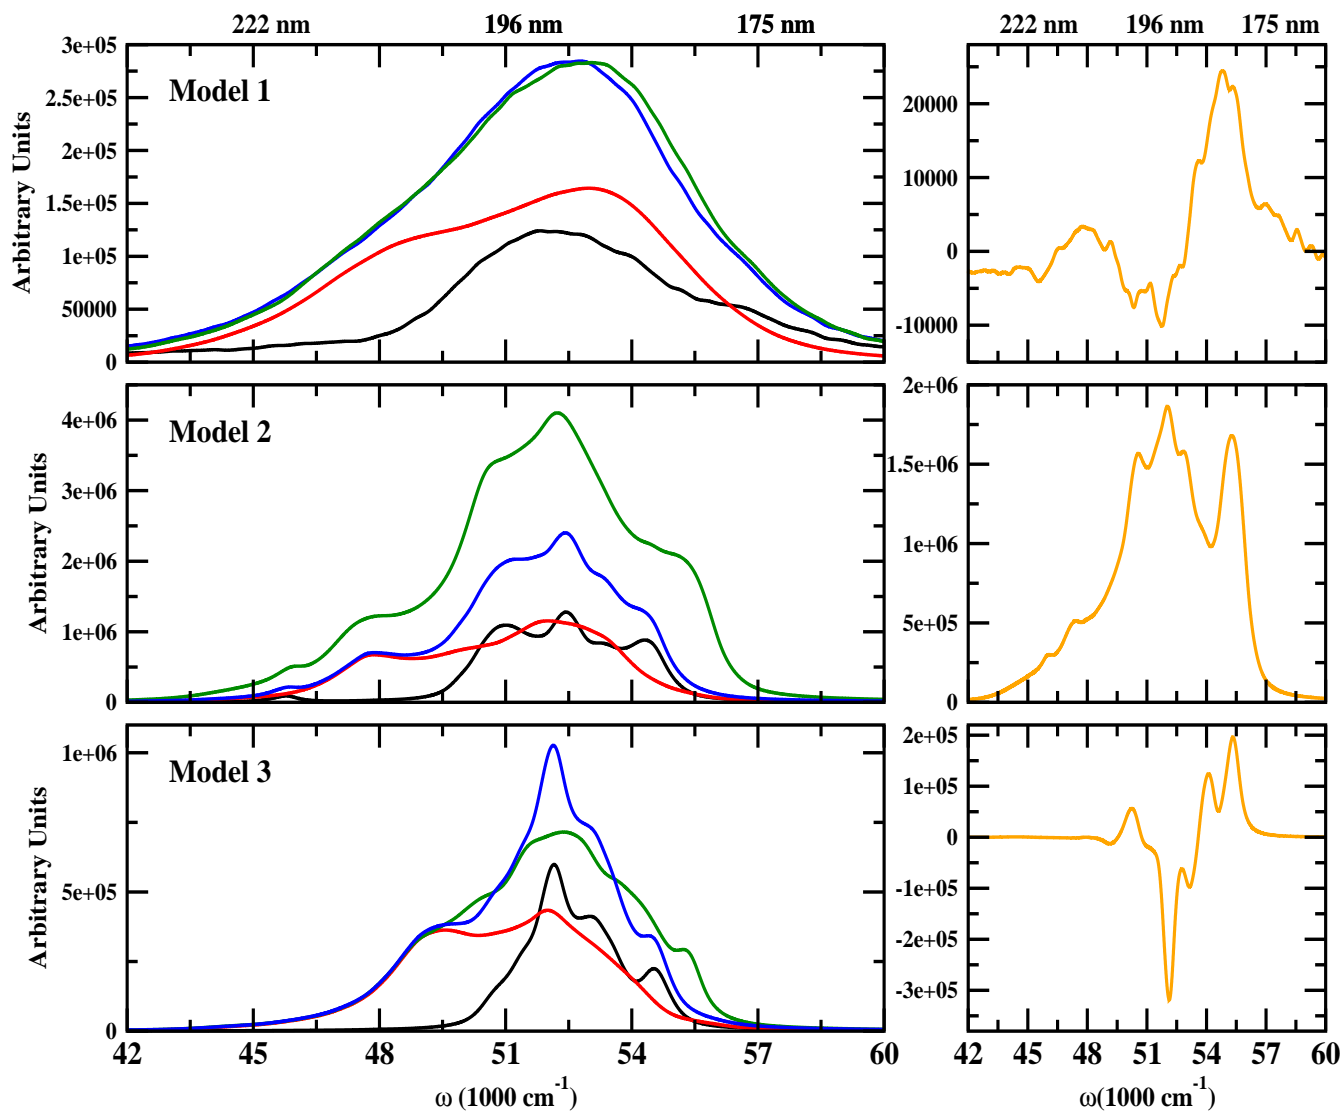 222 nm 196 nm 175 nm
222 nm 196 nm 175 nm
Model 1
Arbitrary Units
3e+05
2.5e+05
2e+05
1.5e+05
1e+05
50000
0
20000
10000
0
-10000
Model 2
Arbitrary Units
4e+06
3e+06
2e+06
1e+06
0
2e+06
1.5e+06
1e+06
5e+05
0
Model 3
Arbitrary Units
1e+06
5e+05
0
2e+05
1e+05
0
-1e+05
-2e+05
-3e+05
42 45 48 51 54 57 60
42 45 48 51 54 57 60
ω (1000 cm⁻¹)
ω(1000 cm⁻¹)